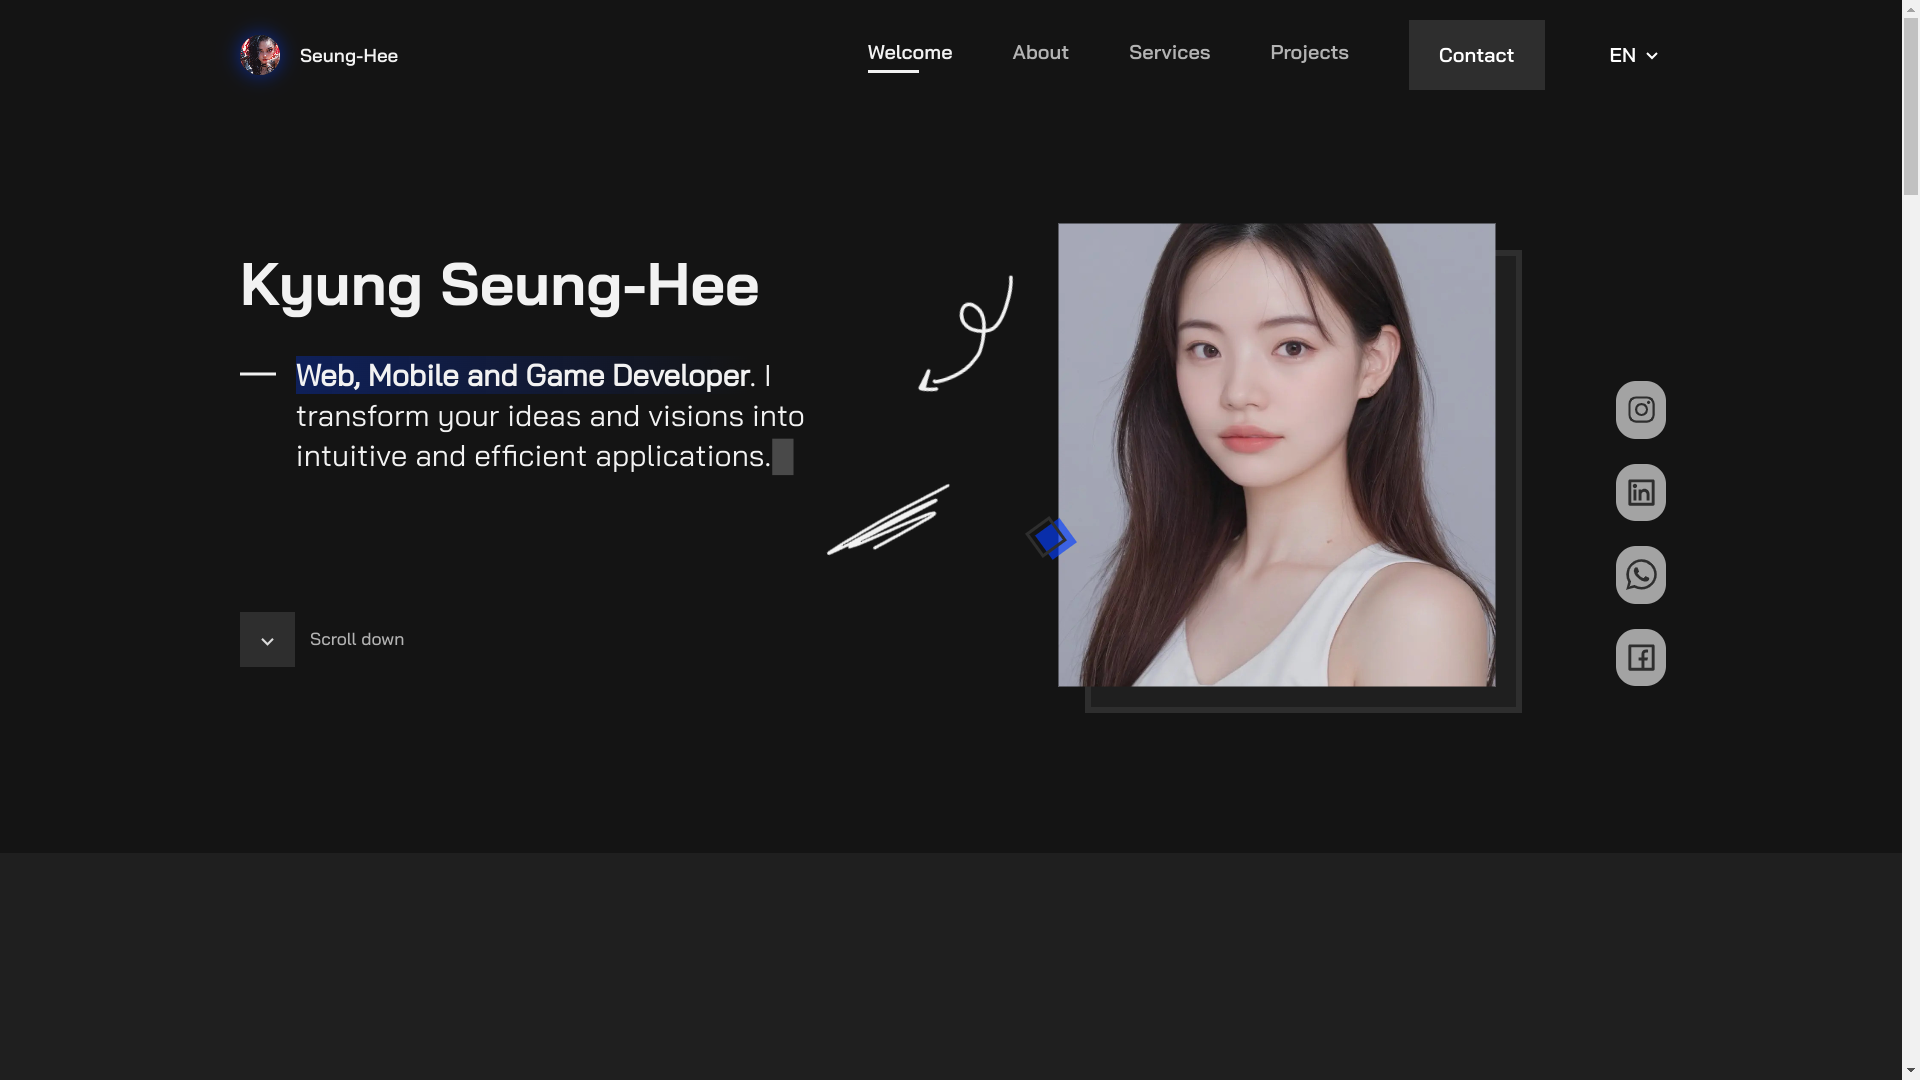 Seung-Hee
Welcome
About
Services
Projects
Contact
EN
Kyung Seung-Hee
Web, Mobile and Game Developer. I
transform your ideas and visions into
intuitive and efficient applications.
Scroll down